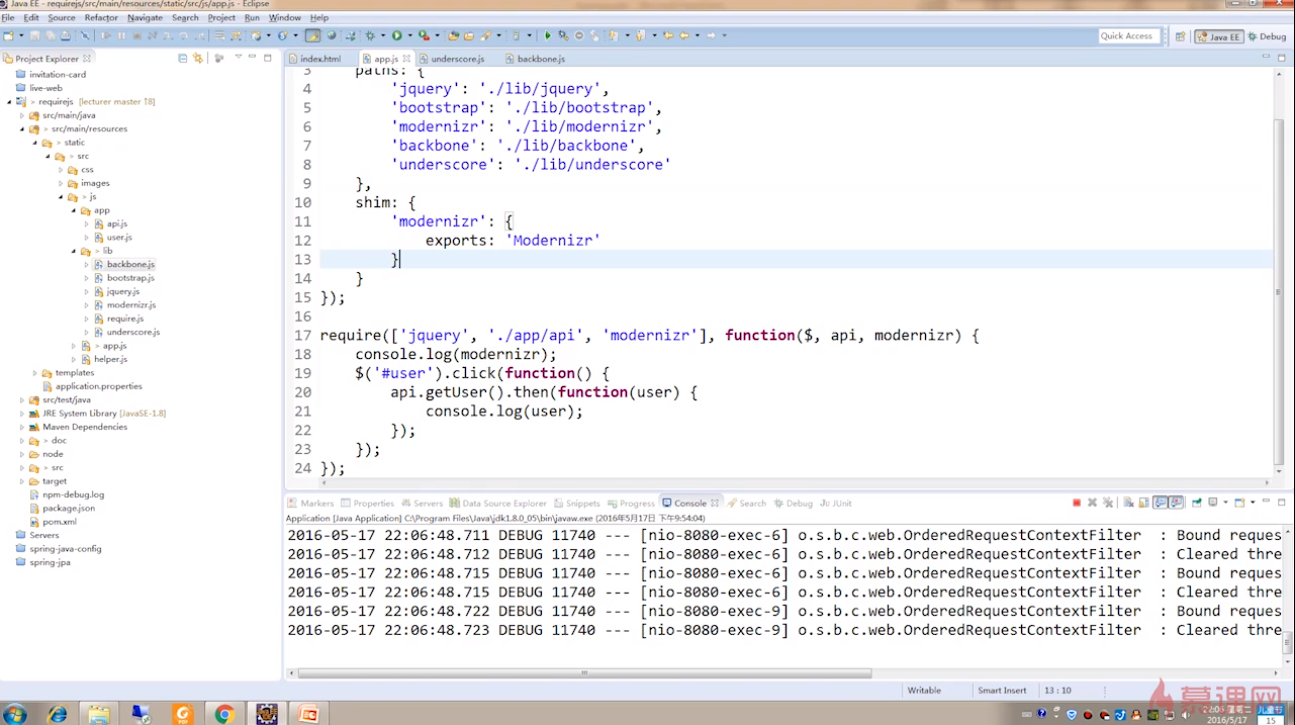 Java EE - requirejs/src/main/resources/static/src/js/app.js - Eclipse
File Edit Source Refactor Navigate Search Project Run Window Help
Quick Access Java EE Debug
Project Explorer
invitation-card
live-web
> requirejs [lecturer master ↑8]
src/main/java
> src/main/resources
> static
> src
css
images
> js
app
api.js
user.js
> lib
backbone.js
bootstrap.js
jquery.js
modernizr.js
require.js
underscore.js
> app.js
helper.js
templates
application.properties
src/test/java
JRE System Library [JavaSE-1.8]
Maven Dependencies
> doc
node
> src
target
npm-debug.log
package.json
pom.xml
Servers
spring-java-config
spring-jpa
index.html app.js underscore.js backbone.js
3 paths: {
4 'jquery': './lib/jquery',
5 'bootstrap': './lib/bootstrap',
6 'modernizr': './lib/modernizr',
7 'backbone': './lib/backbone',
8 'underscore': './lib/underscore'
9 },
10 shim: {
11 'modernizr': {
12 exports: 'Modernizr'
13 }
14 }
15 });
16
17 require(['jquery', './app/api', 'modernizr'], function($, api, modernizr) {
18 console.log(modernizr);
19 $('#user').click(function() {
20 api.getUser().then(function(user) {
21 console.log(user);
22 });
23 });
24 });
Markers Properties Servers Data Source Explorer Snippets Progress Console Search Debug JUnit
Application [Java Application] C:\Program Files\Java\jdk1.8.0_05\bin\javaw.exe (2016年5月17日 下午9:54:04)
2016-05-17 22:06:48.711 DEBUG 11740 --- [nio-8080-exec-6] o.s.b.c.web.OrderedRequestContextFilter : Bound reques
2016-05-17 22:06:48.712 DEBUG 11740 --- [nio-8080-exec-6] o.s.b.c.web.OrderedRequestContextFilter : Cleared thre
2016-05-17 22:06:48.715 DEBUG 11740 --- [nio-8080-exec-6] o.s.b.c.web.OrderedRequestContextFilter : Bound reques
2016-05-17 22:06:48.715 DEBUG 11740 --- [nio-8080-exec-6] o.s.b.c.web.OrderedRequestContextFilter : Cleared thre
2016-05-17 22:06:48.722 DEBUG 11740 --- [nio-8080-exec-9] o.s.b.c.web.OrderedRequestContextFilter : Bound reques
2016-05-17 22:06:48.723 DEBUG 11740 --- [nio-8080-exec-9] o.s.b.c.web.OrderedRequestContextFilter : Cleared thre
Writable Smart Insert 13 : 10
慕课网
2016/5/17
儿童节
15